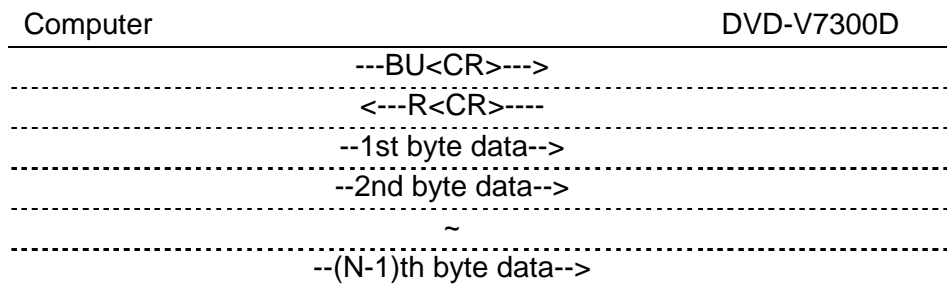 Computer DVD-V7300D
---BU<CR>--->
<---R<CR>----
--1st byte data-->
--2nd byte data-->
~
--(N-1)th byte data-->